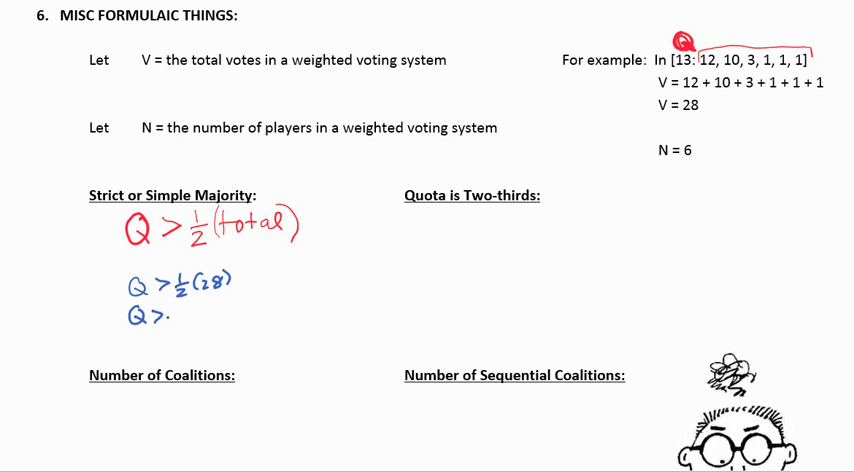 6. MISC FORMULAIC THINGS:
Q
Let V = the total votes in a weighted voting system
For example: In [13: 12, 10, 3, 1, 1, 1]
V = 12 + 10 + 3 + 1 + 1 + 1
V = 28
Let N = the number of players in a weighted voting system
N = 6
Strict or Simple Majority:
Q > 1/2 (total)
Q > 1/2 (28)
Q >
Quota is Two-thirds:
Number of Coalitions:
Number of Sequential Coalitions: